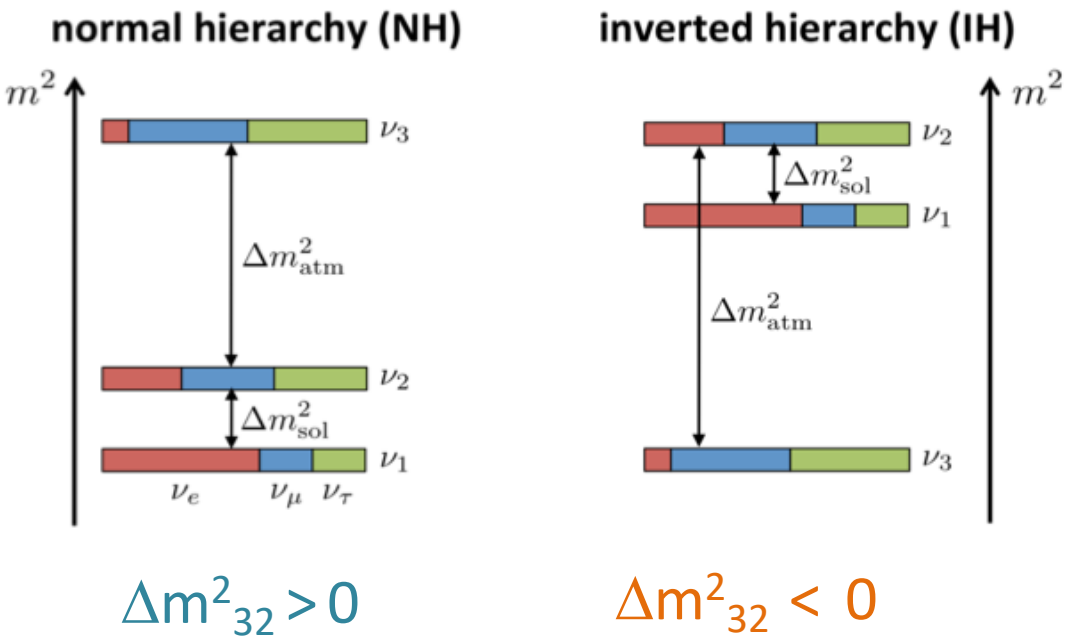 normal hierarchy (NH)
inverted hierarchy (IH)
m²
ν₃
Δm²atm
ν₂
Δm²sol
ν₁
νe νμ ντ
m²
ν₂
Δm²sol
ν₁
Δm²atm
ν₃
Δm²₃₂ > 0
Δm²₃₂ < 0